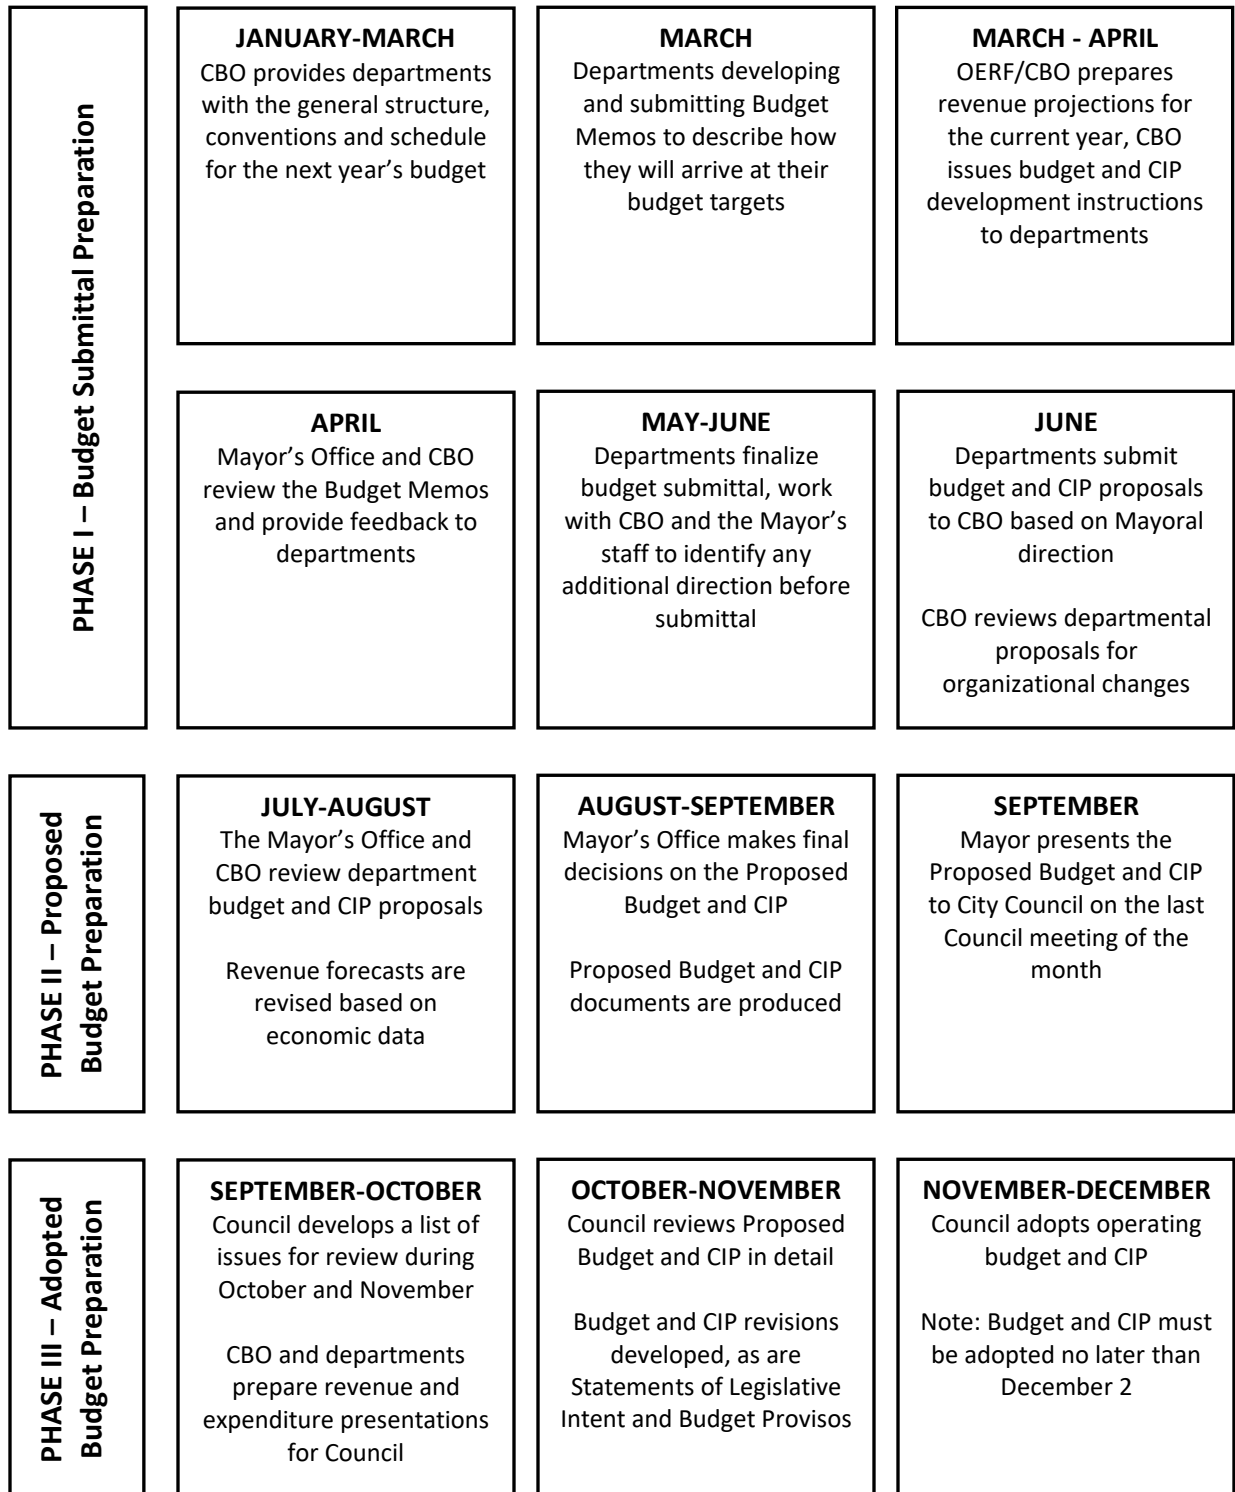 PHASE I – Budget Submittal Preparation
JANUARY-MARCH
CBO provides departments
with the general structure,
conventions and schedule
for the next year’s budget
MARCH
Departments developing
and submitting Budget
Memos to describe how
they will arrive at their
budget targets
MARCH - APRIL
OERF/CBO prepares
revenue projections for
the current year, CBO
issues budget and CIP
development instructions
to departments
APRIL
Mayor’s Office and CBO
review the Budget Memos
and provide feedback to
departments
MAY-JUNE
Departments finalize
budget submittal, work
with CBO and the Mayor’s
staff to identify any
additional direction before
submittal
JUNE
Departments submit
budget and CIP proposals
to CBO based on Mayoral
direction
CBO reviews departmental
proposals for
organizational changes
PHASE II – Proposed
Budget Preparation
JULY-AUGUST
The Mayor’s Office and
CBO review department
budget and CIP proposals
Revenue forecasts are
revised based on
economic data
AUGUST-SEPTEMBER
Mayor’s Office makes final
decisions on the Proposed
Budget and CIP
Proposed Budget and CIP
documents are produced
SEPTEMBER
Mayor presents the
Proposed Budget and CIP
to City Council on the last
Council meeting of the
month
PHASE III – Adopted
Budget Preparation
SEPTEMBER-OCTOBER
Council develops a list of
issues for review during
October and November
CBO and departments
prepare revenue and
expenditure presentations
for Council
OCTOBER-NOVEMBER
Council reviews Proposed
Budget and CIP in detail
Budget and CIP revisions
developed, as are
Statements of Legislative
Intent and Budget Provisos
NOVEMBER-DECEMBER
Council adopts operating
budget and CIP
Note: Budget and CIP must
be adopted no later than
December 2